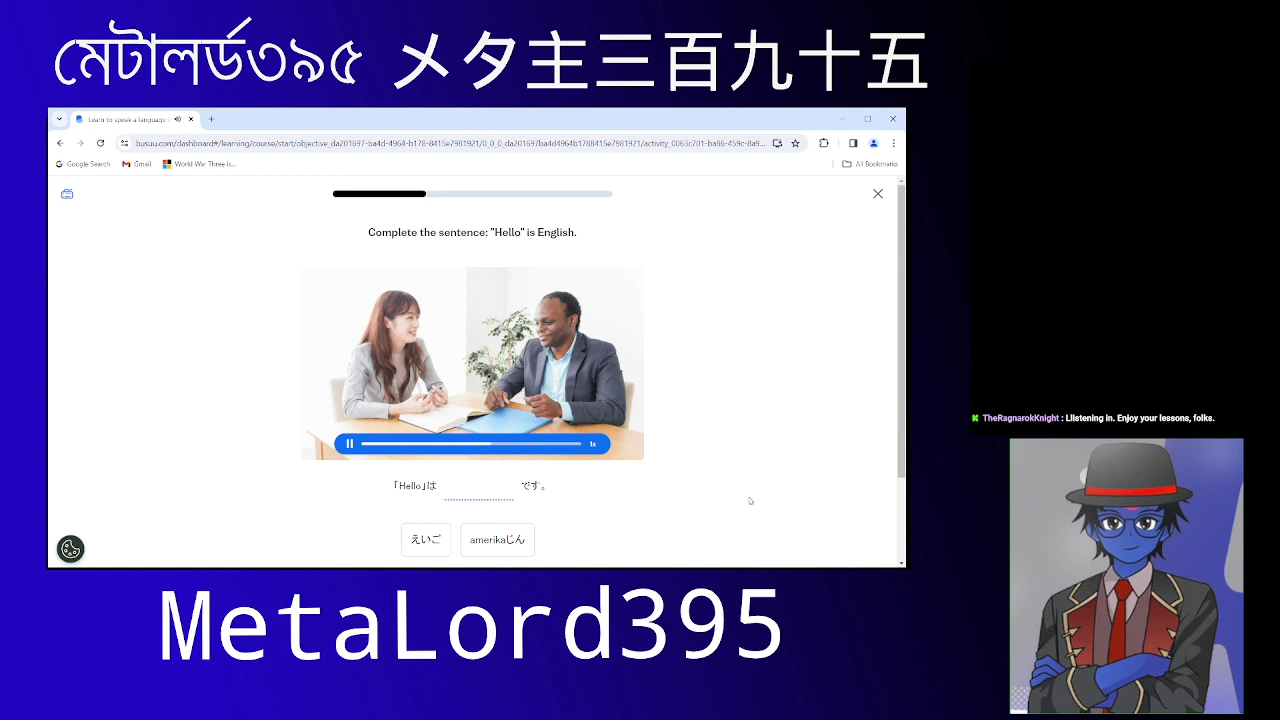 মেটালর্ড৩৯৫ メタ主三百九十五
Learn to speak a language
busuu.com/dashboard#/learning/course/start/objective_da201697-ba4d-4964-b178-8415e7981921/0_0_0_da201697ba4d4964b1788415e7981921/activity_0063c701-ba86-459c-8a9...
Google Search Gmail World War Three is... All Bookmarks
Complete the sentence: "Hello" is English.
1x
「Hello」は です。
えいご amerikaじん
TheRagnarokKnight : LIistening in. Enjoy your lessons, folks.
MetaLord395